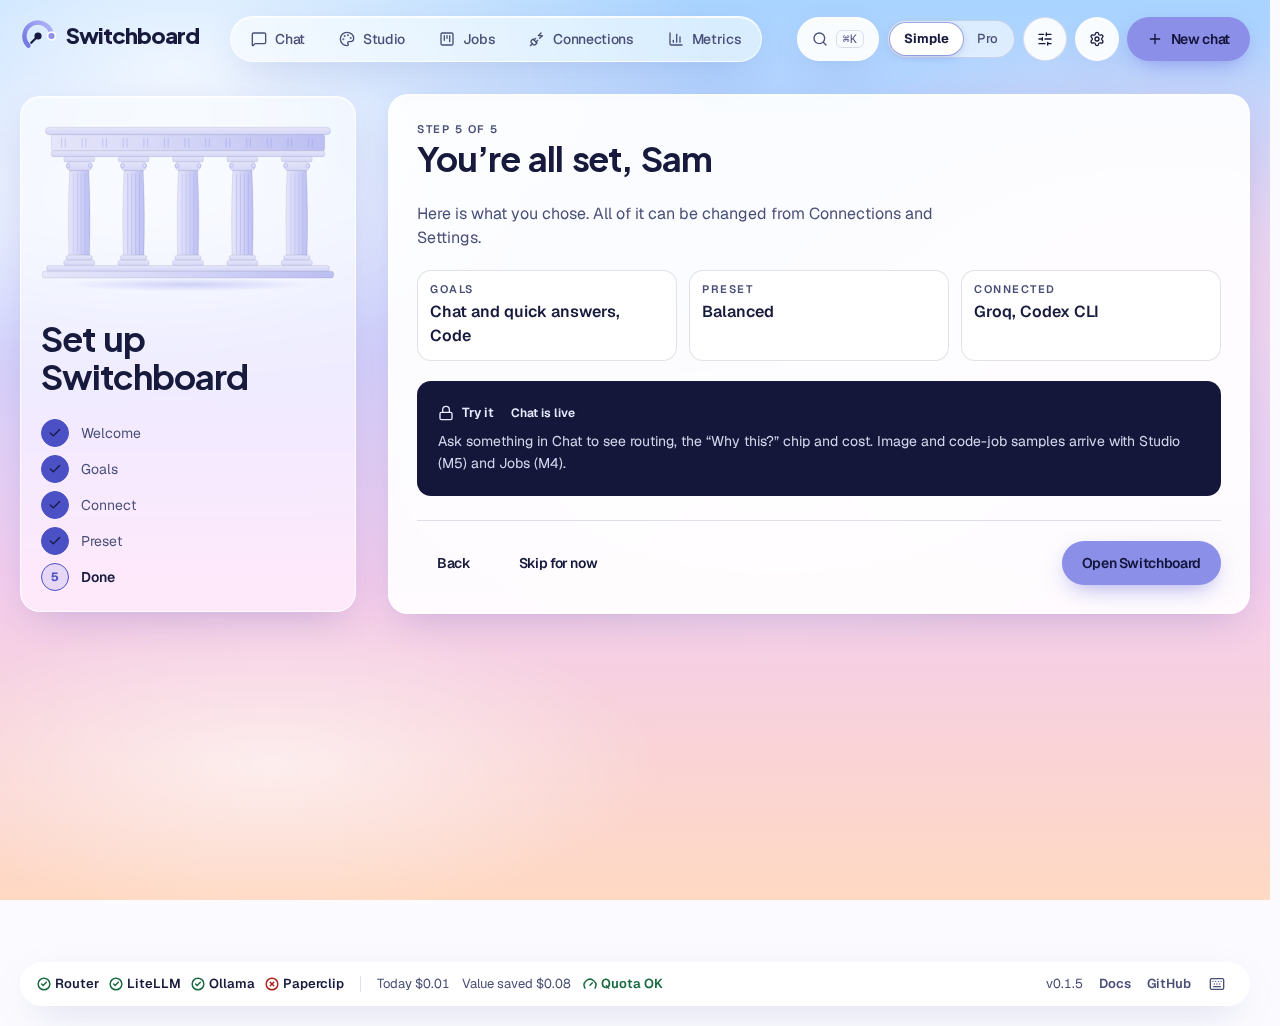 Switchboard
Chat
Studio
Jobs
Connections
Metrics
⌘K
Simple
Pro
New chat
Set up
Switchboard
Welcome
Goals
Connect
Preset
5
Done
STEP 5 OF 5
You’re all set, Sam
Here is what you chose. All of it can be changed from Connections and
Settings.
GOALS
Chat and quick answers,
Code
PRESET
Balanced
CONNECTED
Groq, Codex CLI
Try it
Chat is live
Ask something in Chat to see routing, the “Why this?” chip and cost. Image and code-job samples arrive with Studio
(M5) and Jobs (M4).
Back
Skip for now
Open Switchboard
Router
LiteLLM
Ollama
Paperclip
Today $0.01
Value saved $0.08
Quota OK
v0.1.5
Docs
GitHub